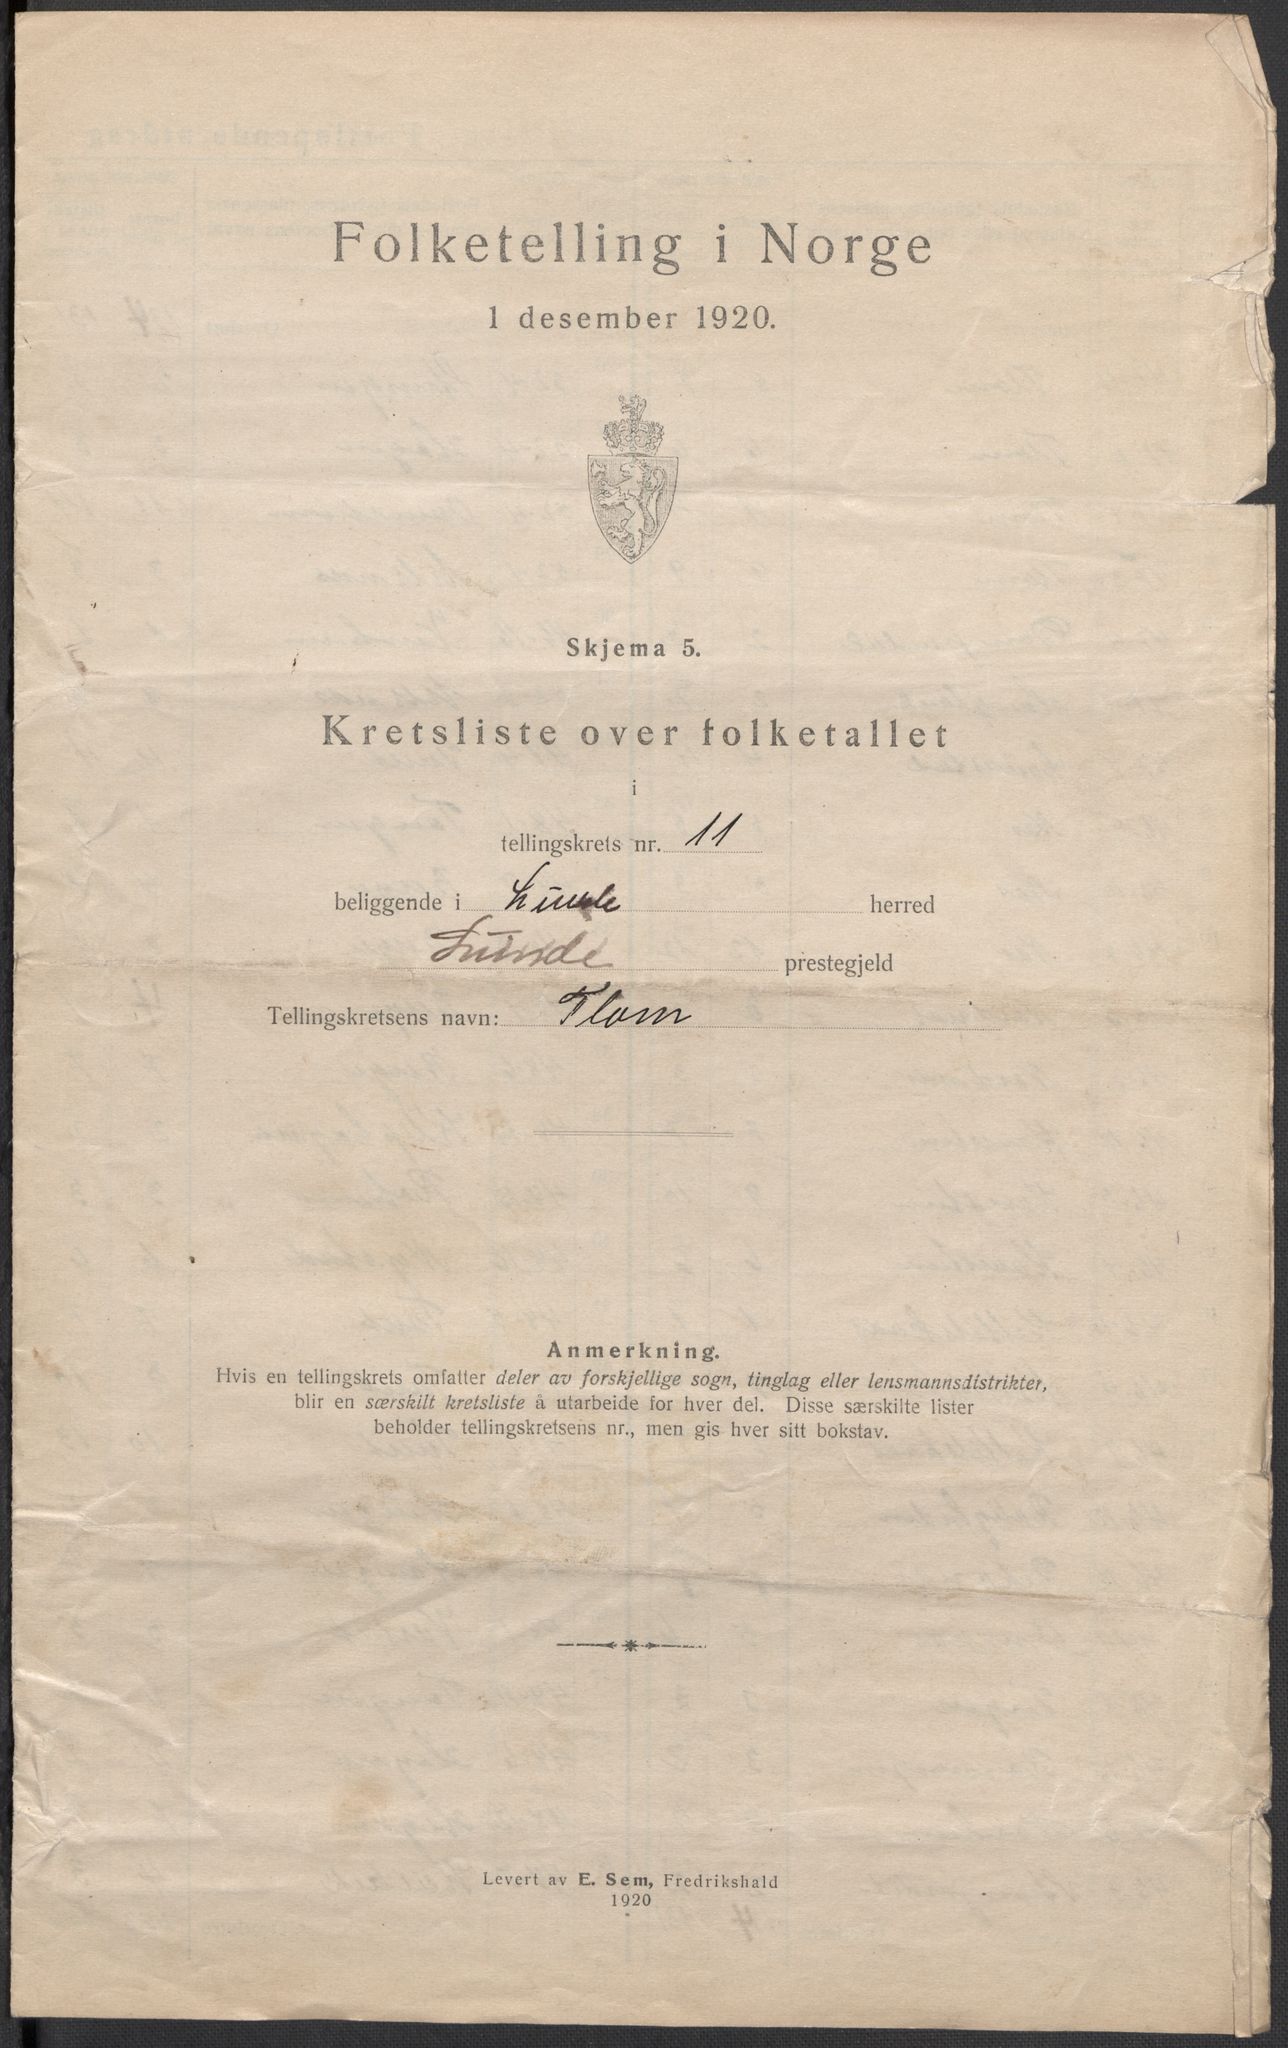 Folketelling i Norge
1 desember 1920.
Skjema 5.
Kretsliste over folketallet
i
tellingskrets nr. 11
beliggende i Lunde herred
Lunde prestegjeld
Tellingskretsens navn: Flom
Anmerkning.
Hvis en tellingskrets omfatter deler av forskjellige sogn, tinglag eller lensmannsdistrikter,
blir en særskilt kretsliste å utarbeide for hver del. Disse særskilte lister
beholder tellingskretsens nr., men gis hver sitt bokstav.
Levert av E. Sem, Fredrikshald
1920